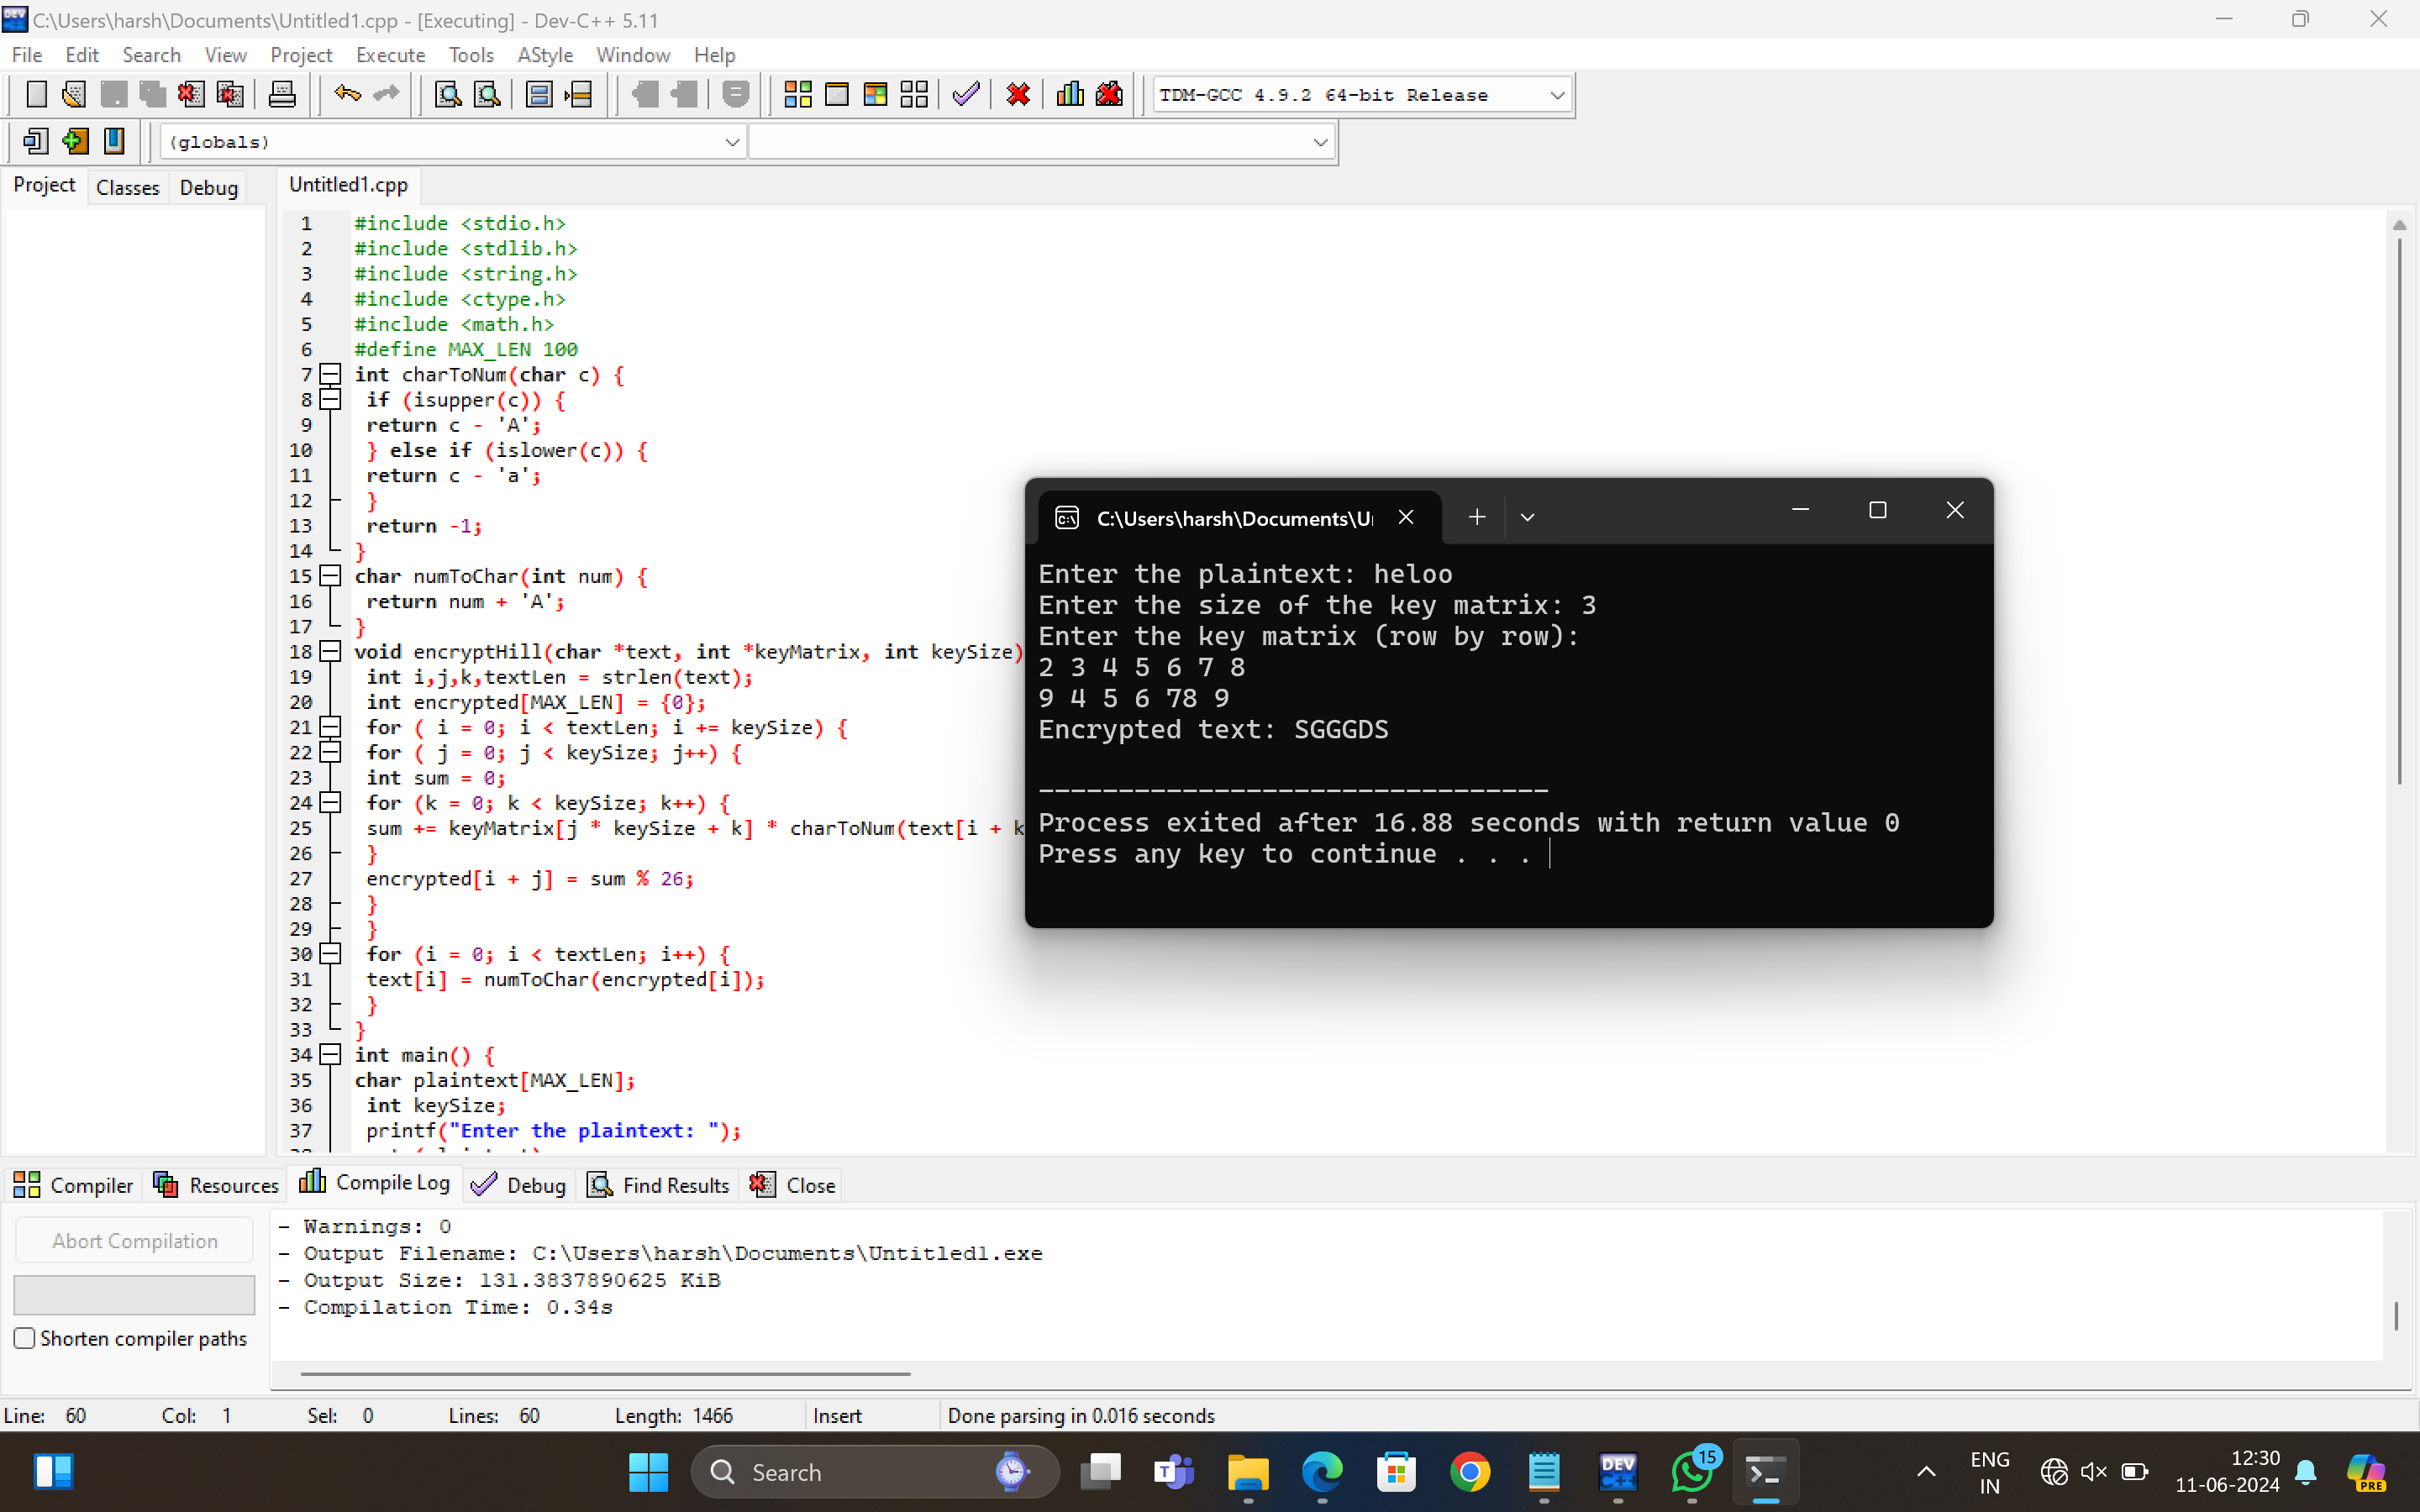 C:\Users\harsh\Documents\Untitled1.cpp - [Executing] - Dev-C++ 5.11
File Edit Search View Project Execute Tools AStyle Window Help
TDM-GCC 4.9.2 64-bit Release
(globals)
Project Classes Debug Untitled1.cpp
1 #include <stdio.h>
2 #include <stdlib.h>
3 #include <string.h>
4 #include <ctype.h>
5 #include <math.h>
6 #define MAX_LEN 100
7 int charToNum(char c) {
8 if (isupper(c)) {
9 return c - 'A';
10 } else if (islower(c)) {
11 return c - 'a';
12 }
13 return -1;
14 }
15 char numToChar(int num) {
16 return num + 'A';
17 }
18 void encryptHill(char *text, int *keyMatrix, int keySize)
19 int i,j,k,textLen = strlen(text);
20 int encrypted[MAX_LEN] = {0};
21 for ( i = 0; i < textLen; i += keySize) {
22 for ( j = 0; j < keySize; j++) {
23 int sum = 0;
24 for (k = 0; k < keySize; k++) {
25 sum += keyMatrix[j * keySize + k] * charToNum(text[i + k
26 }
27 encrypted[i + j] = sum % 26;
28 }
29 }
30 for (i = 0; i < textLen; i++) {
31 text[i] = numToChar(encrypted[i]);
32 }
33 }
34 int main() {
35 char plaintext[MAX_LEN];
36 int keySize;
37 printf("Enter the plaintext: ");
C:\Users\harsh\Documents\U
Enter the plaintext: heloo
Enter the size of the key matrix: 3
Enter the key matrix (row by row):
2 3 4 5 6 7 8
9 4 5 6 78 9
Encrypted text: SGGGDS
--------------------------------
Process exited after 16.88 seconds with return value 0
Press any key to continue . . .
Compiler Resources Compile Log Debug Find Results Close
Abort Compilation
Shorten compiler paths
- Warnings: 0
- Output Filename: C:\Users\harsh\Documents\Untitled1.exe
- Output Size: 131.3837890625 KiB
- Compilation Time: 0.34s
Line: 60 Col: 1 Sel: 0 Lines: 60 Length: 1466 Insert Done parsing in 0.016 seconds
Search
T
DEV
C++
15
ENG
IN
12:30
11-06-2024
PRE